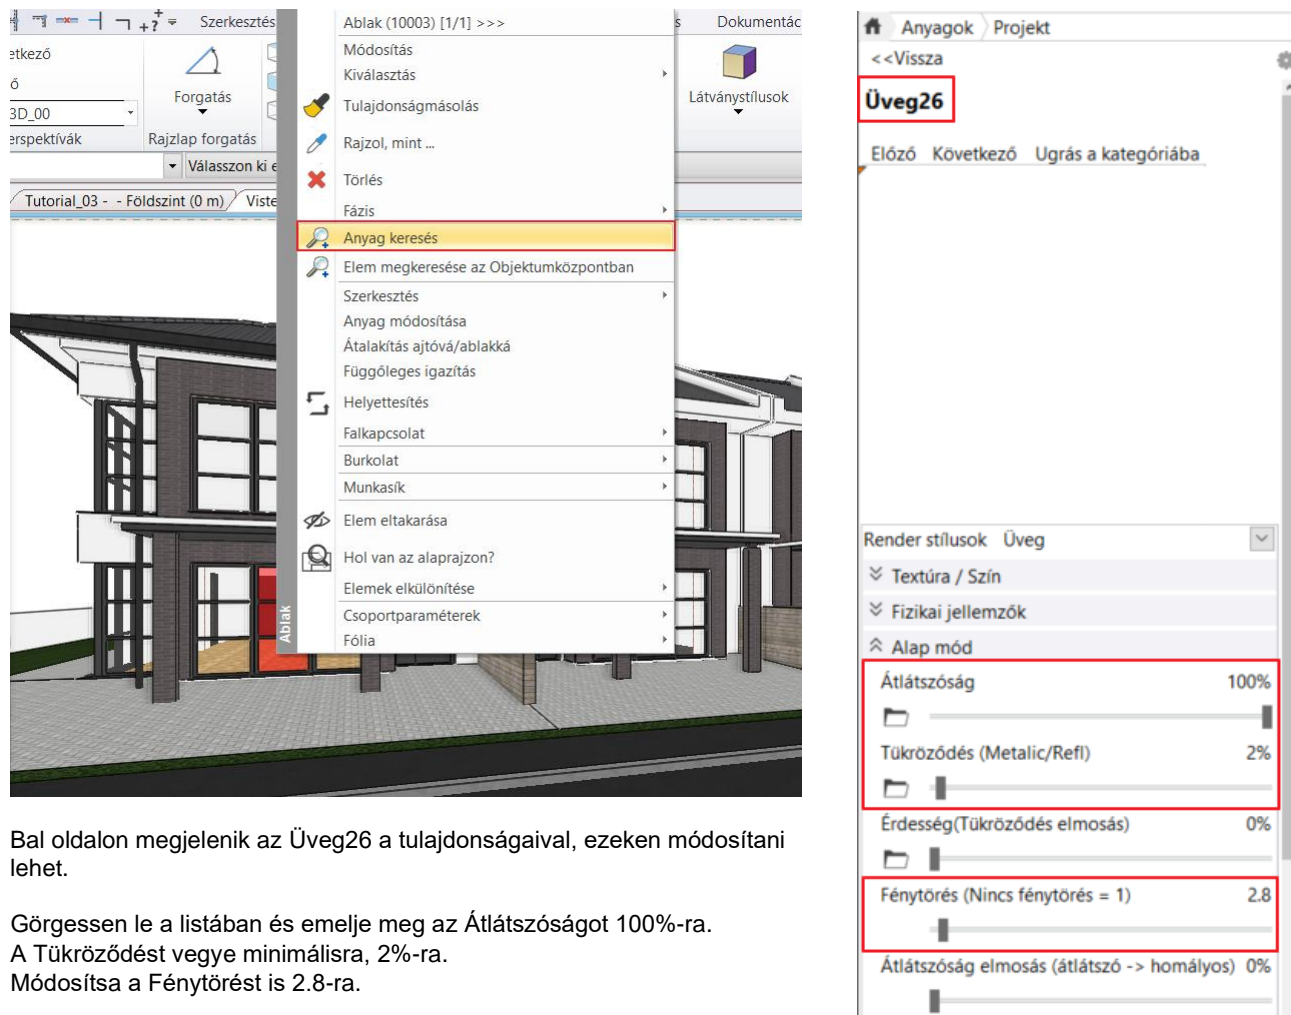 Szerkesztés
etkező
ő
3D_00
erspektívák
Forgatás
Rajzlap forgatás
Válasszon ki e
Tutorial_03 - - Földszint (0 m)
Viste
Ablak (10003) [1/1] >>>
Módosítás
Kiválasztás
Tulajdonságmásolás
Rajzol, mint ...
Törlés
Fázis
Anyag keresés
Elem megkeresése az Objektumközpontban
Szerkesztés
Anyag módosítása
Átalakítás ajtóvá/ablakká
Függőleges igazítás
Helyettesítés
Falkapcsolat
Burkolat
Munkasík
Elem eltakarása
Hol van az alaprajzon?
Elemek elkülönítése
Csoportparaméterek
Fólia
Ablak
s
Dokumentác
Látványstílusok
Bal oldalon megjelenik az Üveg26 a tulajdonságaival, ezeken módosítani
lehet.
Görgessen le a listában és emelje meg az Átlátszóságot 100%-ra.
A Tükröződést vegye minimálisra, 2%-ra.
Módosítsa a Fénytörést is 2.8-ra.
Anyagok Projekt
<<Vissza
Üveg26
Előző Következő Ugrás a kategóriába
Render stílusok Üveg
Textúra / Szín
Fizikai jellemzők
Alap mód
Átlátszóság 100%
Tükröződés (Metalic/Refl) 2%
Érdesség(Tükröződés elmosás) 0%
Fénytörés (Nincs fénytörés = 1) 2.8
Átlátszóság elmosás (átlátszó -> homályos) 0%